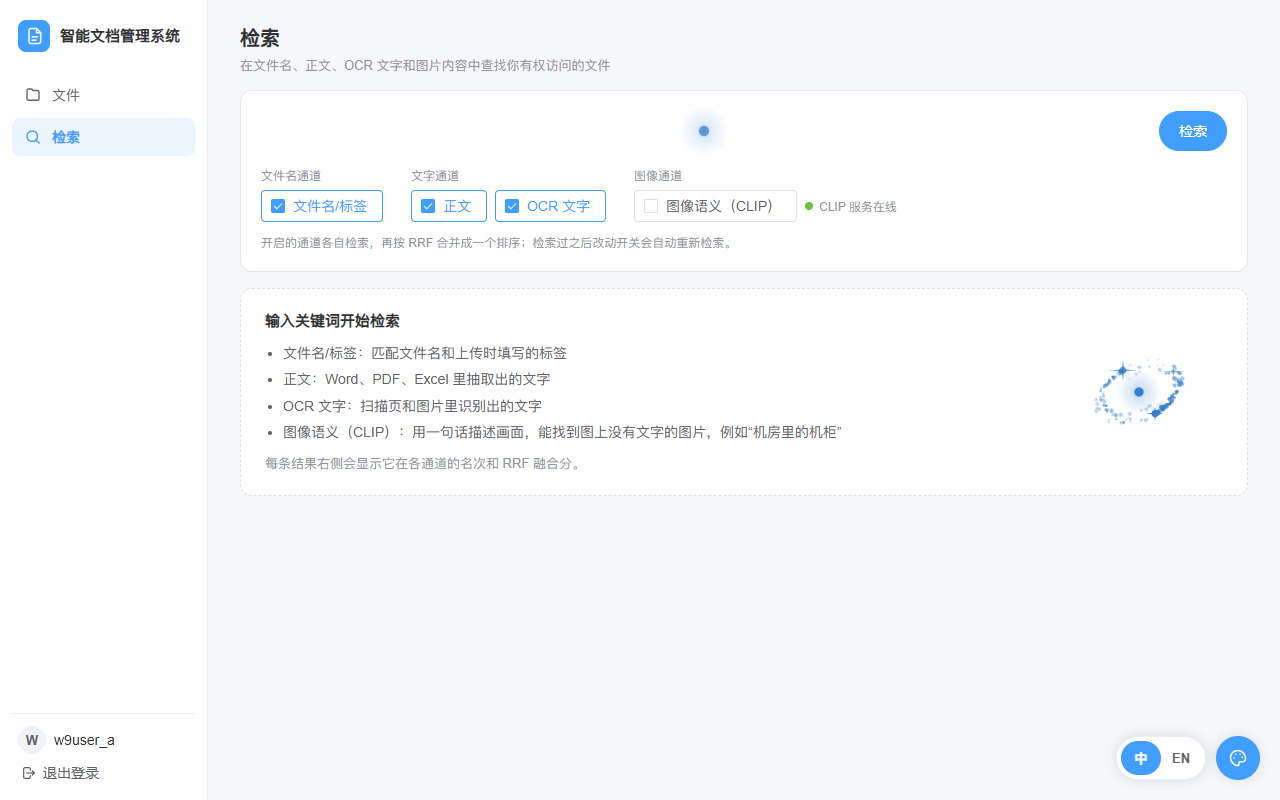 智能文档管理系统
文件
检索
检索
在文件名、正文、OCR 文字和图片内容中查找你有权访问的文件
检索
文件名通道
文字通道
图像通道
文件名/标签
正文
OCR 文字
图像语义（CLIP）
CLIP 服务在线
开启的通道各自检索，再按 RRF 合并成一个排序；检索过之后改动开关会自动重新检索。
输入关键词开始检索
文件名/标签：匹配文件名和上传时填写的标签
正文：Word、PDF、Excel 里抽取出的文字
OCR 文字：扫描页和图片里识别出的文字
图像语义（CLIP）：用一句话描述画面，能找到图上没有文字的图片，例如“机房里的机柜”
每条结果右侧会显示它在各通道的名次和 RRF 融合分。
W
w9user_a
退出登录
中
EN